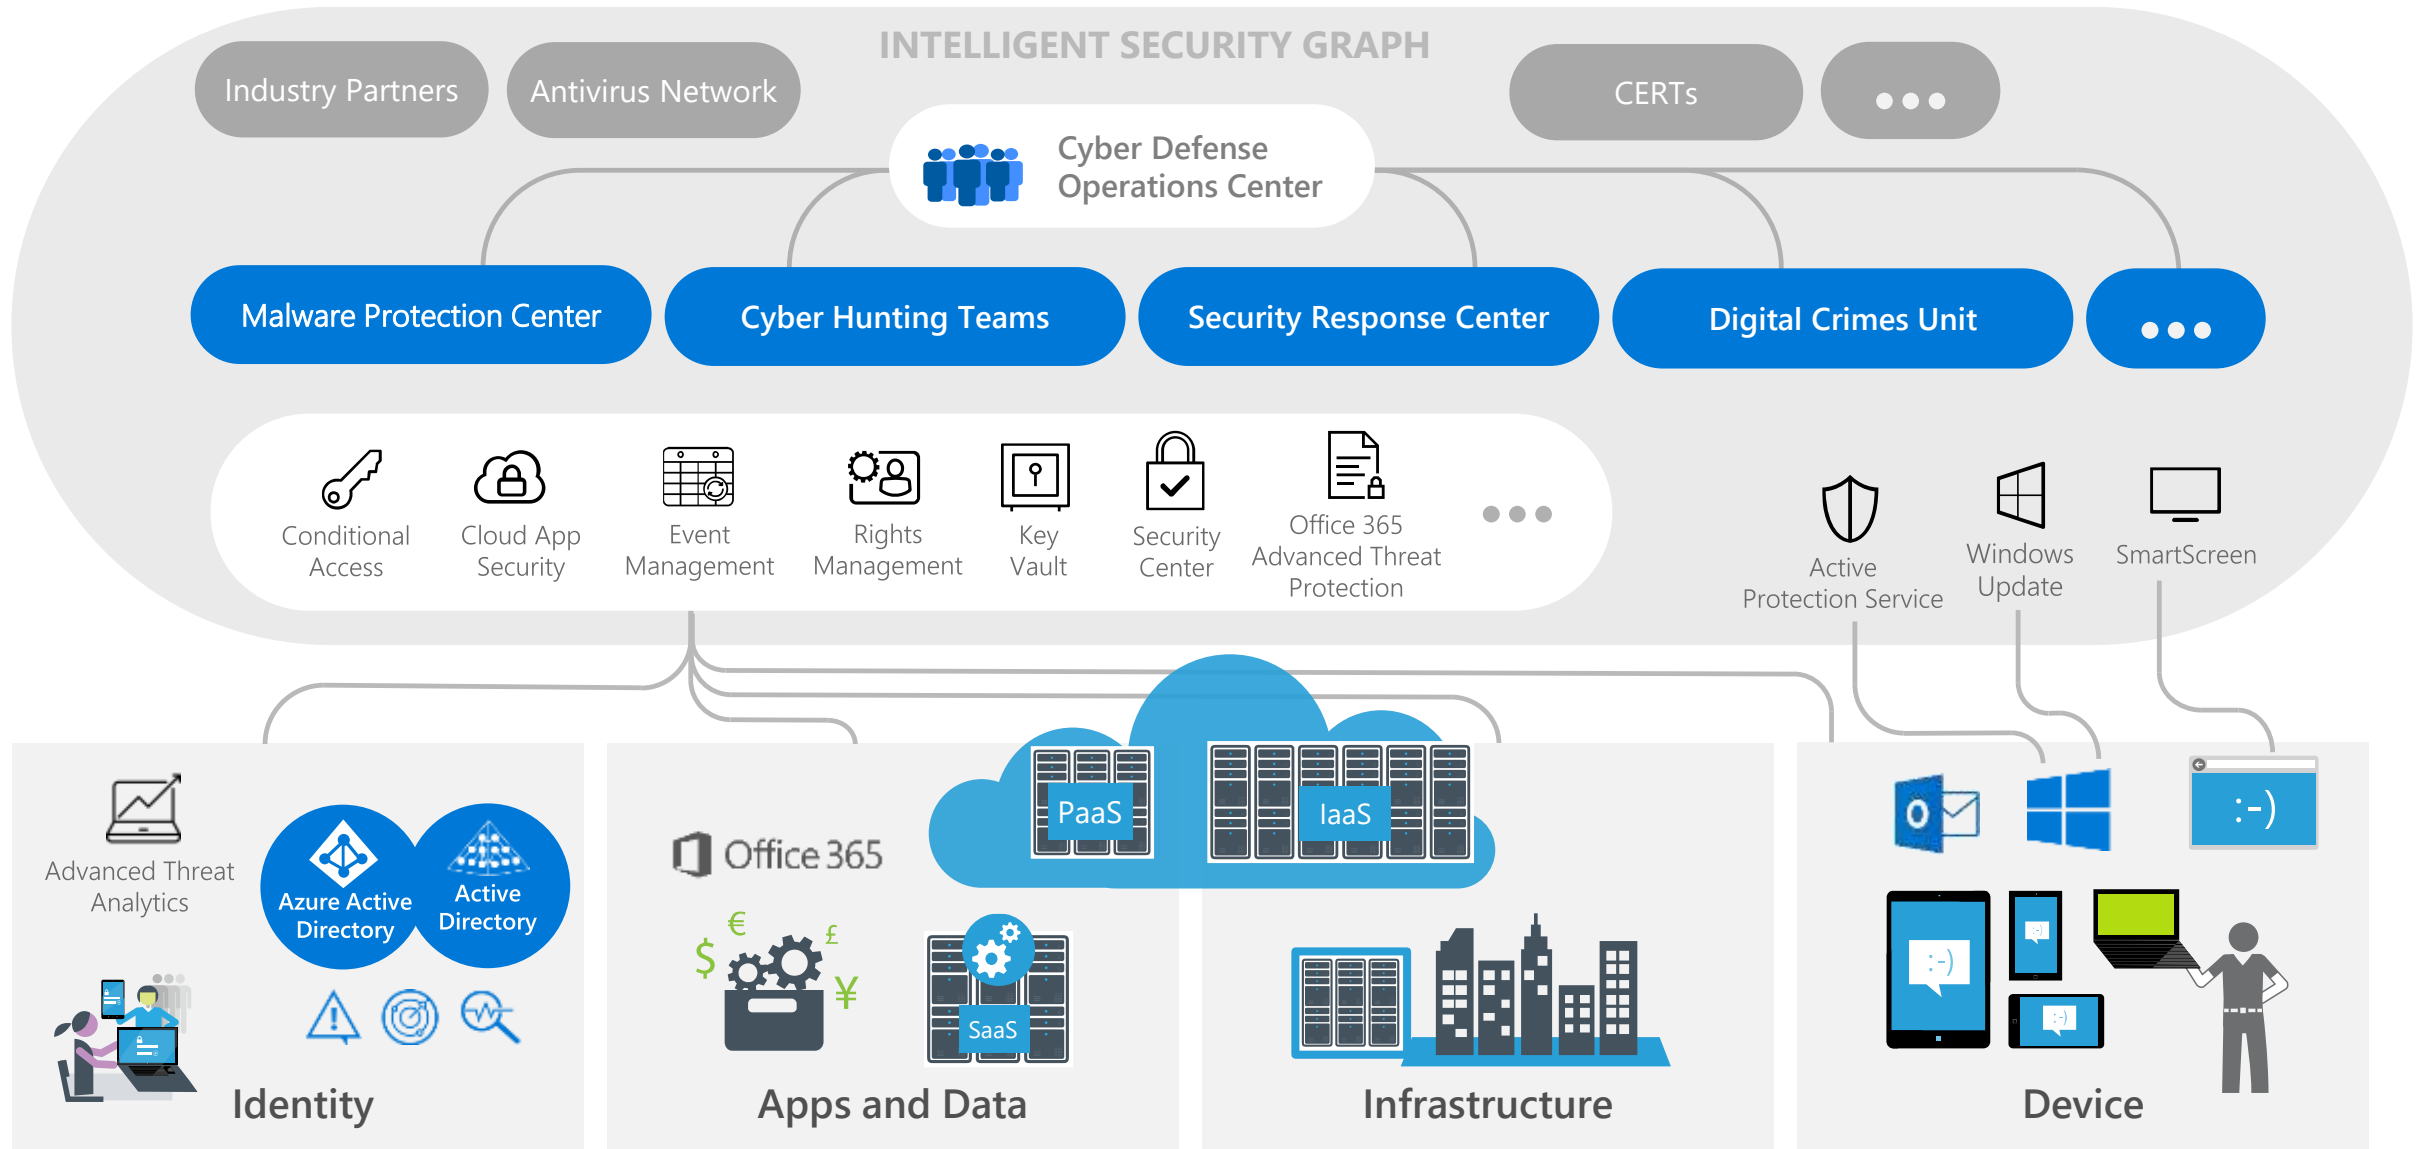 INTELLIGENT SECURITY GRAPH
Industry Partners
Antivirus Network
CERTs
Cyber Defense
Operations Center
Malware Protection Center
Cyber Hunting Teams
Security Response Center
Digital Crimes Unit
Conditional
Access
Cloud App
Security
Event
Management
Rights
Management
Key
Vault
Security
Center
Office 365
Advanced Threat
Protection
Active
Protection Service
Windows
Update
SmartScreen
Advanced Threat
Analytics
Azure Active
Directory
Active
Directory
Identity
Office 365
PaaS
$ € £ ¥
SaaS
Apps and Data
IaaS
Infrastructure
:-)
:-)
:-)
:-)
Device